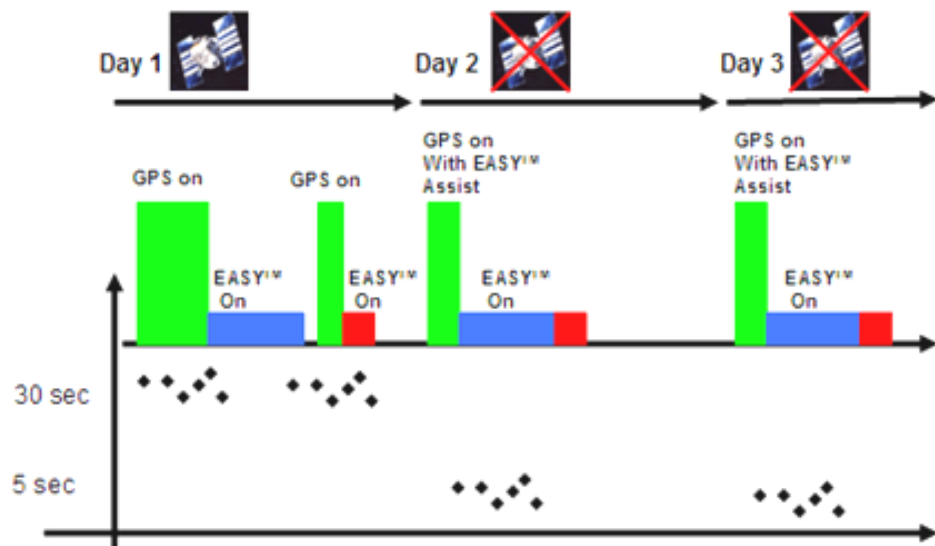 Day 1
Day 2
Day 3
GPS on
GPS on
GPS on
With EASY™
Assist
GPS on
With EASY™
Assist
EASY™
On
EASY™
On
EASY™
On
EASY™
On
30 sec
5 sec